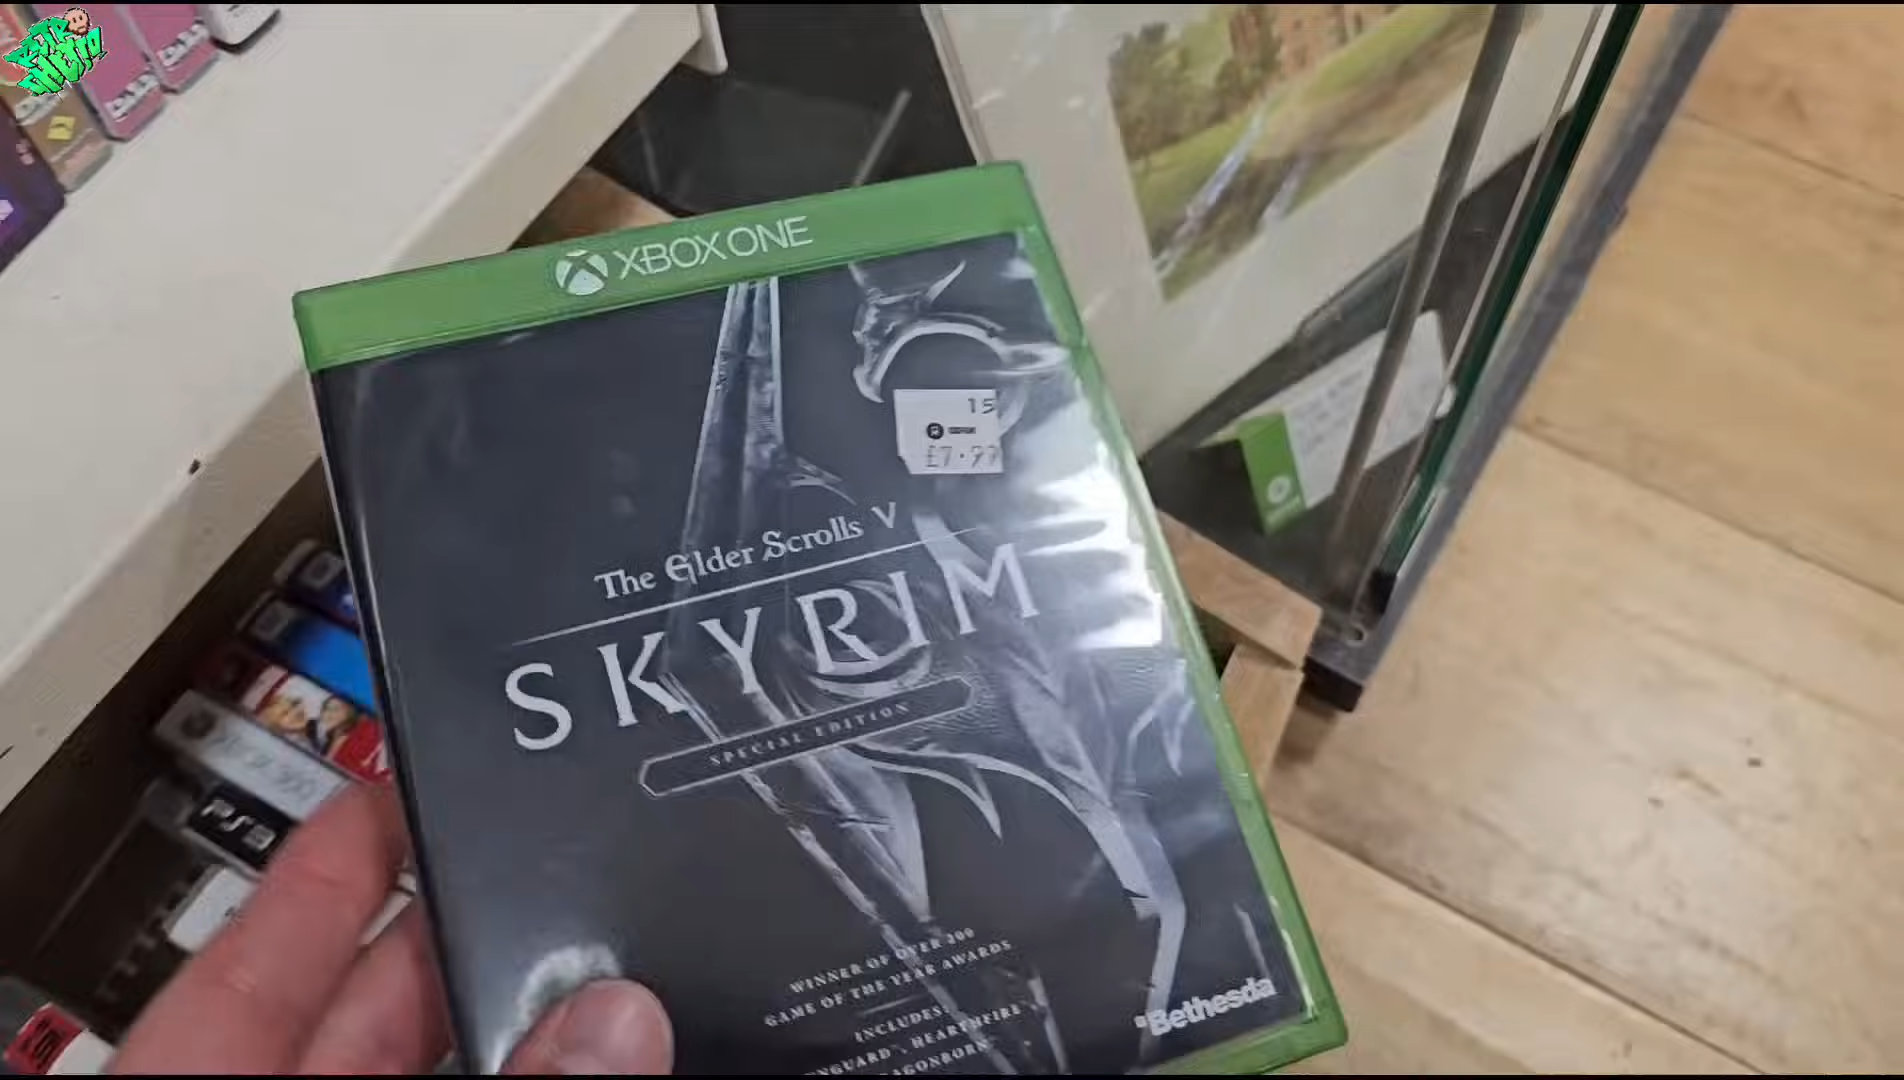 XBOX ONE
15
£7.99
The Elder Scrolls V
SKYRIM
SPECIAL EDITION
WINNER OF OVER 200
GAME OF THE YEAR AWARDS
INCLUDES:
HEARTHFIRE
Bethesda
PS3